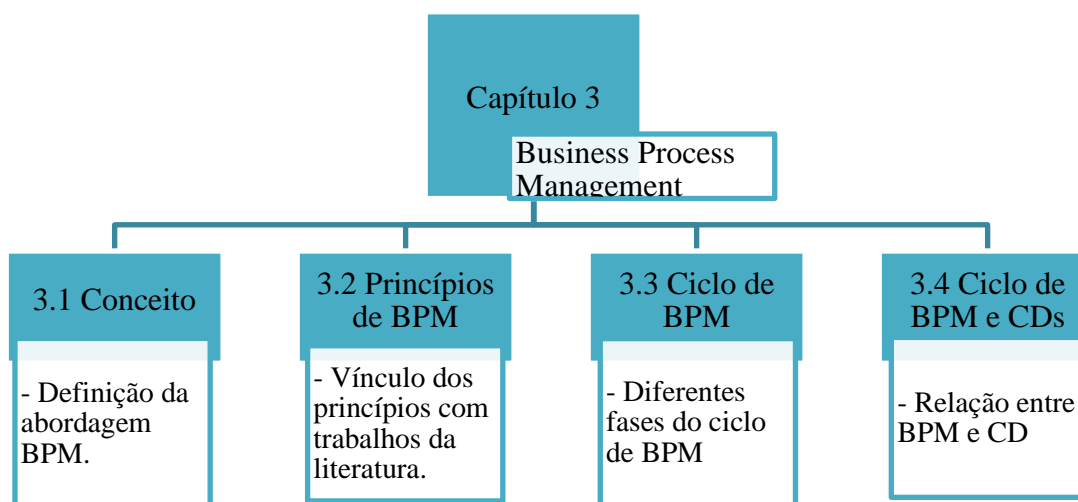 Capítulo 3
Business Process
Management
3.1 Conceito
- Definição da
abordagem
BPM.
3.2 Princípios
de BPM
- Vínculo dos
princípios com
trabalhos da
literatura.
3.3 Ciclo de
BPM
- Diferentes
fases do ciclo
de BPM
3.4 Ciclo de
BPM e CDs
- Relação entre
BPM e CD